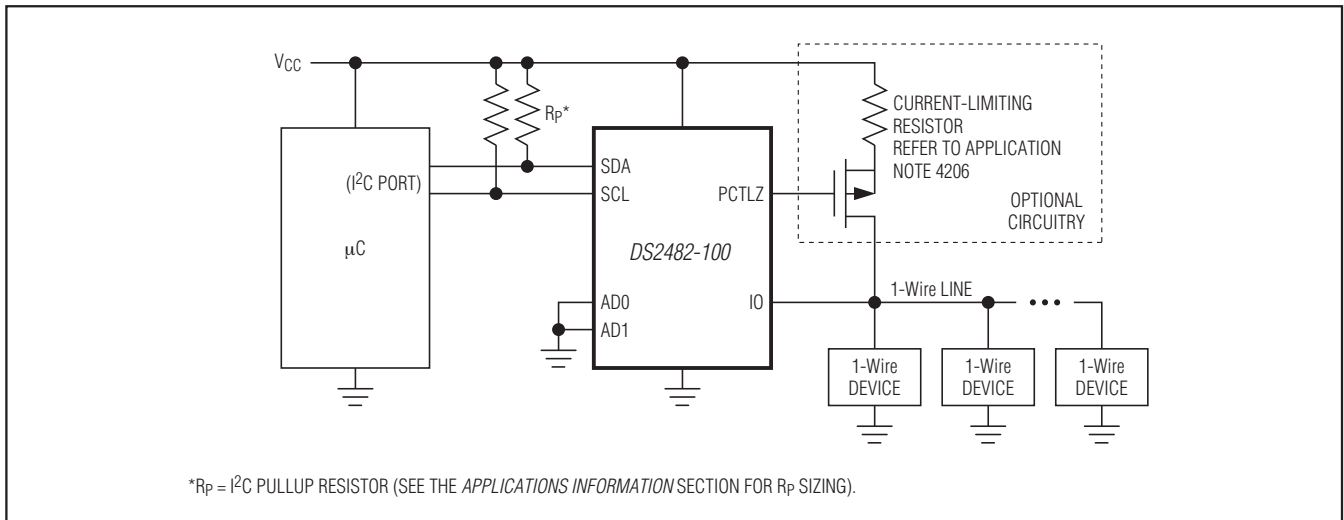 VCC
RP*
CURRENT-LIMITING
RESISTOR
REFER TO APPLICATION
NOTE 4206
OPTIONAL
CIRCUITRY
(I²C PORT)
µC
SDA
SCL
PCTLZ
DS2482-100
AD0
AD1
IO
1-Wire LINE
1-Wire
DEVICE
1-Wire
DEVICE
1-Wire
DEVICE
*RP = I²C PULLUP RESISTOR (SEE THE APPLICATIONS INFORMATION SECTION FOR RP SIZING).